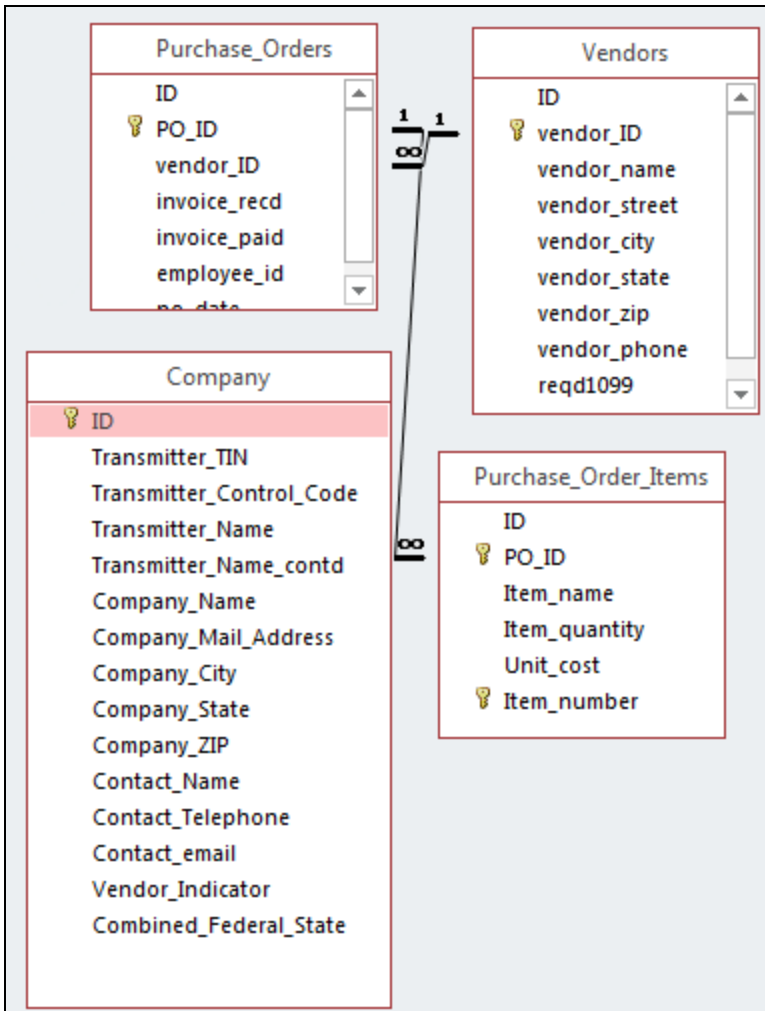 Purchase_Orders
ID
PO_ID
vendor_ID
invoice_recd
invoice_paid
employee_id
po_date
1
∞
1
Vendors
ID
vendor_ID
vendor_name
vendor_street
vendor_city
vendor_state
vendor_zip
vendor_phone
reqd1099
Company
ID
Transmitter_TIN
Transmitter_Control_Code
Transmitter_Name
Transmitter_Name_contd
Company_Name
Company_Mail_Address
Company_City
Company_State
Company_ZIP
Contact_Name
Contact_Telephone
Contact_email
Vendor_Indicator
Combined_Federal_State
∞
Purchase_Order_Items
ID
PO_ID
Item_name
Item_quantity
Unit_cost
Item_number